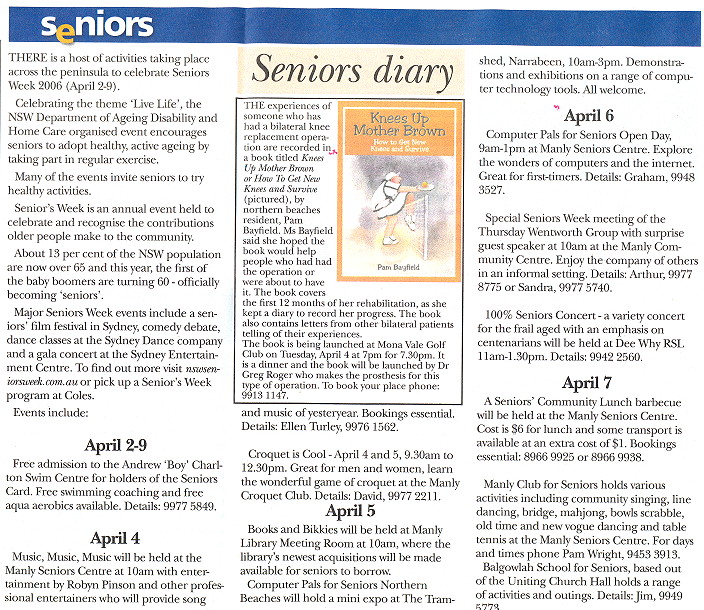 seniors
THERE is a host of activities taking place
across the peninsula to celebrate Seniors
Week 2006 (April 2-9).
Celebrating the theme 'Live Life', the
NSW Department of Ageing Disability and
Home Care organised event encourages
seniors to adopt healthy, active ageing by
taking part in regular exercise.
Many of the events invite seniors to try
healthy activities.
Senior's Week is an annual event held to
celebrate and recognise the contributions
older people make to the community.
About 13 per cent of the NSW population
are now over 65 and this year, the first of
the baby boomers are turning 60 - officially
becoming 'seniors'.
Major Seniors Week events include a sen-
iors' film festival in Sydney, comedy debate,
dance classes at the Sydney Dance company
and a gala concert at the Sydney Entertain-
ment Centre. To find out more visit nswsen-
iorsweek.com.au or pick up a Senior's Week
program at Coles.
Events include:
April 2-9
Free admission to the Andrew 'Boy' Charl-
ton Swim Centre for holders of the Seniors
Card. Free swimming coaching and free
aqua aerobics available. Details: 9977 5849.
April 4
Music, Music, Music will be held at the
Manly Seniors Centre at 10am with enter-
tainment by Robyn Pinson and other profes-
sional entertainers who will provide song
Seniors diary
THE experiences of
someone who has
had a bilateral knee
replacement opera-
tion are recorded in
a book titled Knees
Up Mother Brown
or How To Get New
Knees and Survive
(pictured), by
northern beaches
resident, Pam
Bayfield. Ms Bayfield
said she hoped the
book would help
people who had had
the operation or
were about to have
it. The book covers
the first 12 months of her rehabilitation, as she
kept a diary to record her progress. The book
also contains letters from other bilateral patients
telling of their experiences.
The book is being launched at Mona Vale Golf
Club on Tuesday, April 4 at 7pm for 7.30pm. It
is a dinner and the book will be launched by Dr
Greg Roger who makes the prosthesis for this
type of operation. To book your place phone:
9913 1147.
Knees Up
Mother Brown
How to Get New
Knees and Survive
Pam Bayfield
and music of yesteryear. Bookings essential.
Details: Ellen Turley, 9976 1562.
Croquet is Cool - April 4 and 5, 9.30am to
12.30pm. Great for men and women, learn
the wonderful game of croquet at the Manly
Croquet Club. Details: David, 9977 2211.
April 5
Books and Bikkies will be held at Manly
Library Meeting Room at 10am, where the
library's newest acquisitions will be made
available for seniors to borrow.
Computer Pals for Seniors Northern
Beaches will hold a mini expo at The Tram-
shed, Narrabeen, 10am-3pm. Demonstra-
tions and exhibitions on a range of compu-
ter technology tools. All welcome.
April 6
Computer Pals for Seniors Open Day,
9am-1pm at Manly Seniors Centre. Explore
the wonders of computers and the internet.
Great for first-timers. Details: Graham, 9948
3527.
Special Seniors Week meeting of the
Thursday Wentworth Group with surprise
guest speaker at 10am at the Manly Com-
munity Centre. Enjoy the company of others
in an informal setting. Details: Arthur, 9977
8775 or Sandra, 9977 5740.
100% Seniors Concert - a variety concert
for the frail aged with an emphasis on
centenarians will be held at Dee Why RSL
11am-1.30pm. Details: 9942 2560.
April 7
A Seniors' Community Lunch barbecue
will be held at the Manly Seniors Centre.
Cost is $6 for lunch and some transport is
available at an extra cost of $1. Bookings
essential: 8966 9925 or 8966 9938.
Manly Club for Seniors holds various
activities including community singing, line
dancing, bridge, mahjong, bowls scrabble,
old time and new vogue dancing and table
tennis at the Manly Seniors Centre. For days
and times phone Pam Wright, 9453 3913.
Balgowlah School for Seniors, based out
of the Uniting Church Hall holds a range
of activities and outings. Details: Jim, 9949
5773